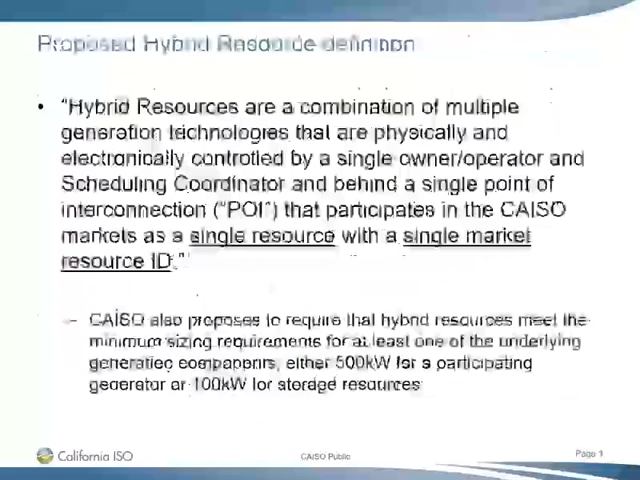 Proposed Hybrid Resource definition
• "Hybrid Resources are a combination of multiple
generation technologies that are physically and
electronically controlled by a single owner/operator and
Scheduling Coordinator and behind a single point of
interconnection ("POI") that participates in the CAISO
markets as a single resource with a single market
resource ID."
– CAISO also proposes to require that hybrid resources meet the
minimum sizing requirements for at least one of the underlying
generation components, either 500kW for a participating
generator or 100kW for storage resources
California ISO
CAISO Public
Page 1